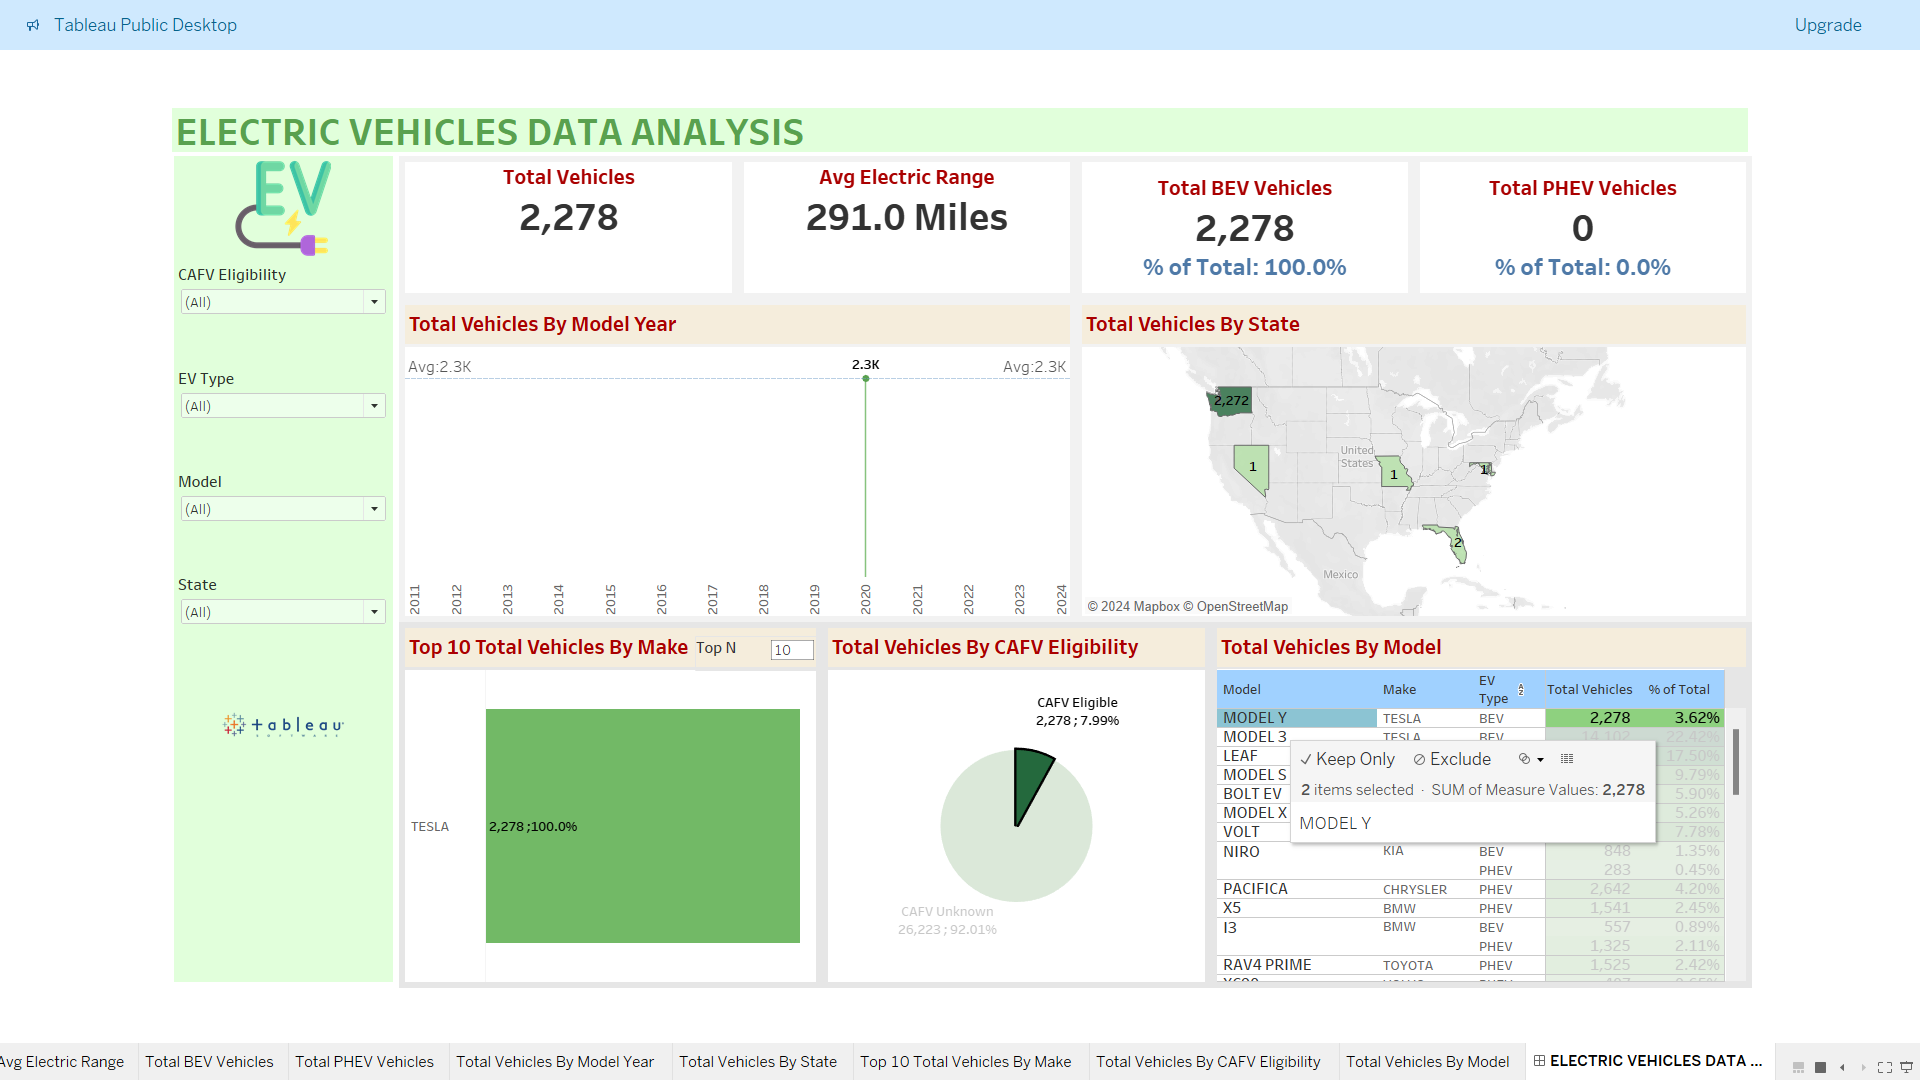 Tableau Public Desktop
Upgrade
ELECTRIC VEHICLES DATA ANALYSIS
EV
CAFV Eligibility
(All)
EV Type
(All)
Model
(All)
State
(All)
+ableau
SOFTWARE
Total Vehicles
2,278
Avg Electric Range
291.0 Miles
Total BEV Vehicles
2,278
% of Total: 100.0%
Total PHEV Vehicles
0
% of Total: 0.0%
Total Vehicles By Model Year
Avg:2.3K
2.3K
Avg:2.3K
2011 2012 2013 2014 2015 2016 2017 2018 2019 2020 2021 2022 2023 2024
Total Vehicles By State
2,272
1
1
1
2
United
States
Mexico
© 2024 Mapbox © OpenStreetMap
Top 10 Total Vehicles By Make
Top N
10
TESLA
2,278 ;100.0%
Total Vehicles By CAFV Eligibility
CAFV Eligible
2,278 ; 7.99%
CAFV Unknown
26,223 ; 92.01%
Total Vehicles By Model
Model Make EV Type Total Vehicles % of Total
MODEL Y TESLA BEV 2,278 3.62%
MODEL 3 TESLA BEV 14,102 22.42%
LEAF 17.50%
MODEL S 9.79%
BOLT EV 5.90%
MODEL X 5.26%
VOLT 7.78%
NIRO KIA BEV 848 1.35%
PHEV 283 0.45%
PACIFICA CHRYSLER PHEV 2,642 4.20%
X5 BMW PHEV 1,541 2.45%
I3 BMW BEV 557 0.89%
PHEV 1,325 2.11%
RAV4 PRIME TOYOTA PHEV 1,525 2.42%
Keep Only
Exclude
2 items selected · SUM of Measure Values: 2,278
MODEL Y
Avg Electric Range
Total BEV Vehicles
Total PHEV Vehicles
Total Vehicles By Model Year
Total Vehicles By State
Top 10 Total Vehicles By Make
Total Vehicles By CAFV Eligibility
Total Vehicles By Model
ELECTRIC VEHICLES DATA ...